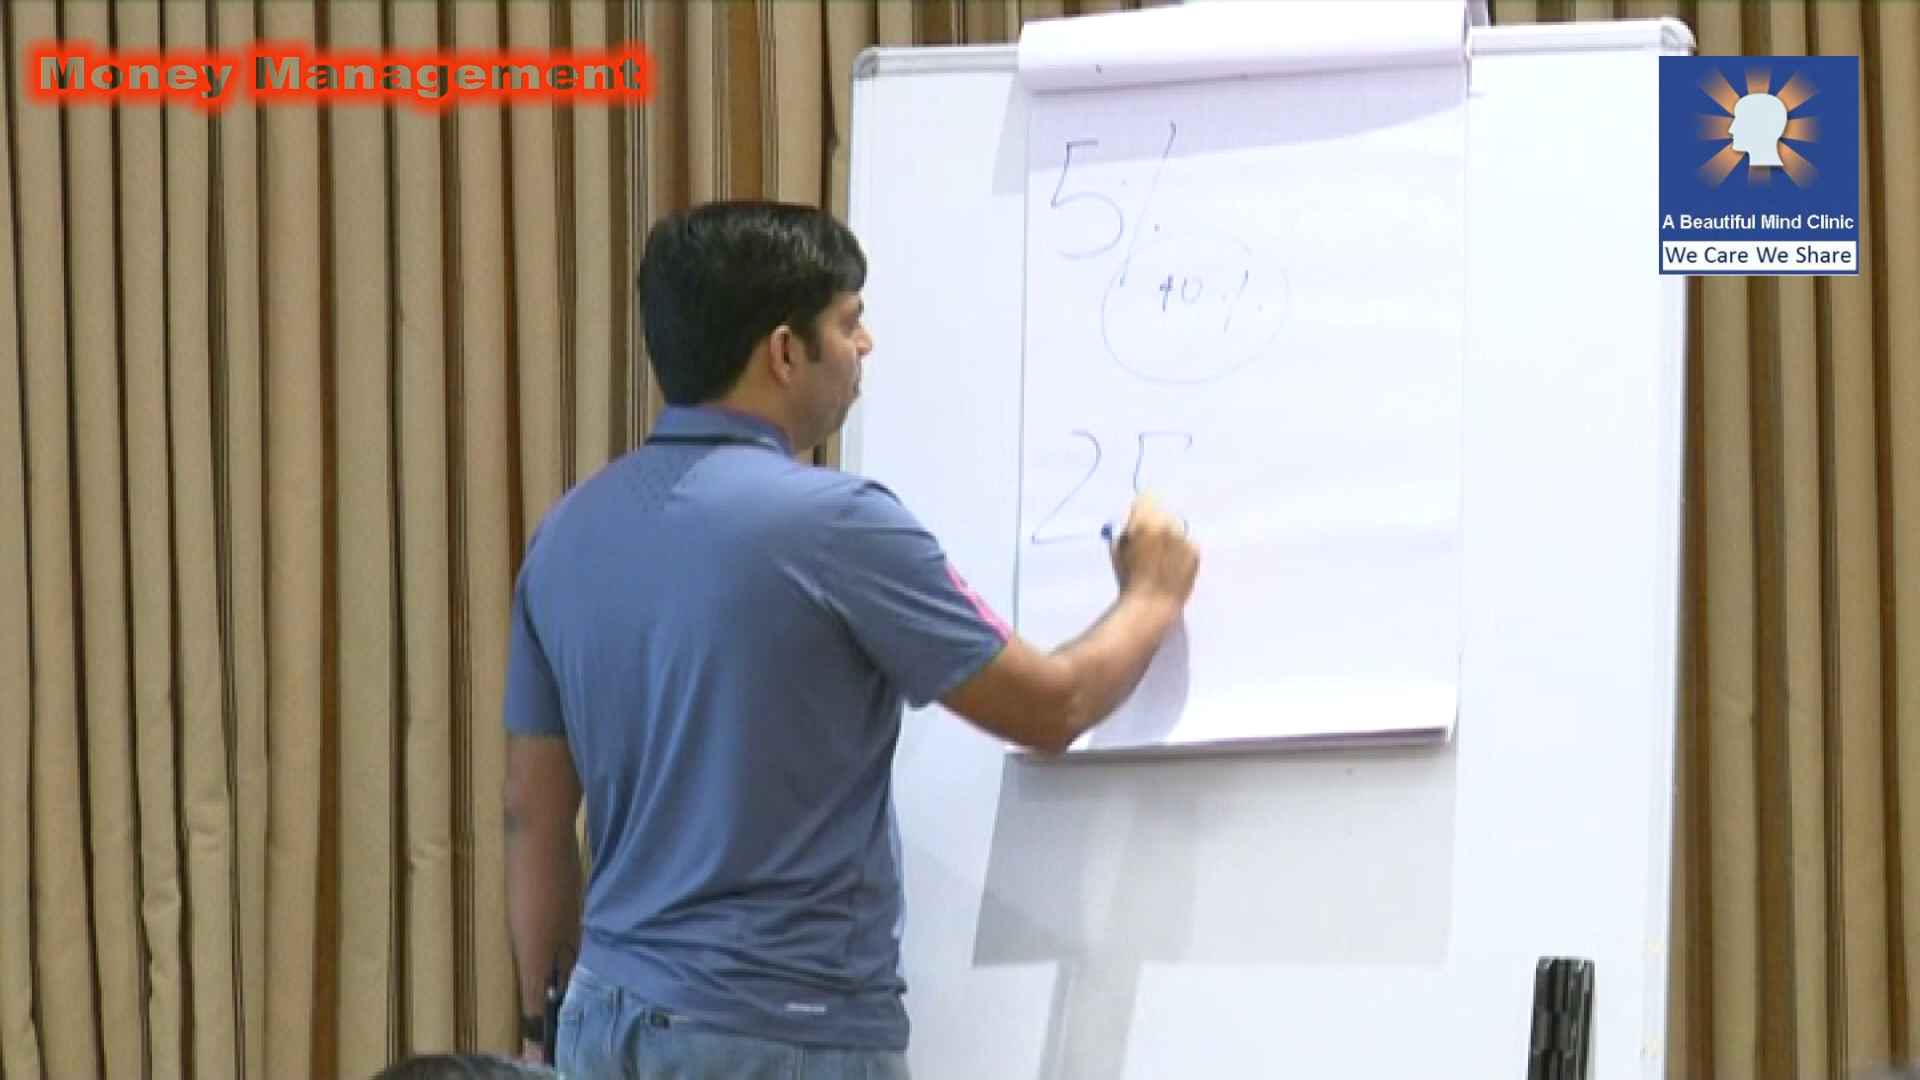 Money Management
5%
40%
25
A Beautiful Mind Clinic
We Care We Share